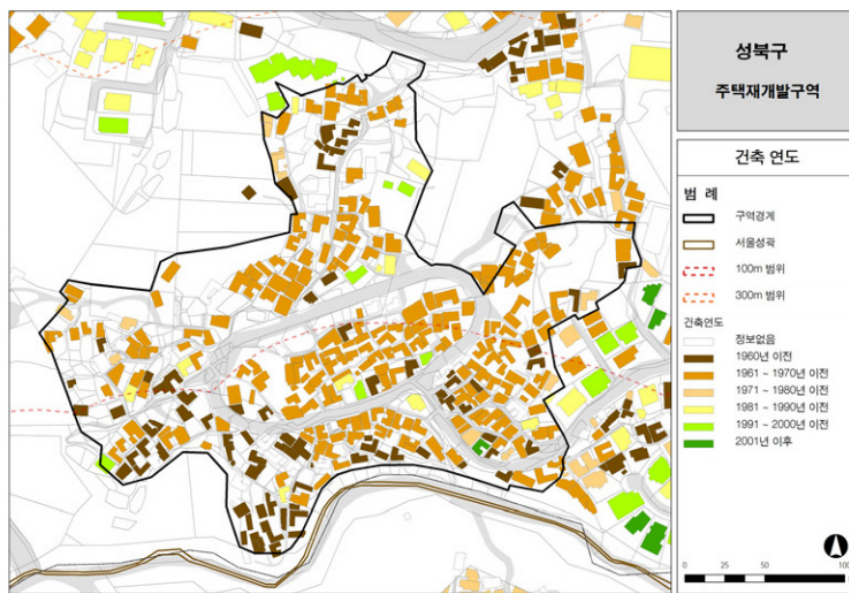 성북구
주택재개발구역
건축 연도
범 례
구역경계
서울성곽
100m 범위
300m 범위
건축연도
정보없음
1960년 이전
1961 ~ 1970년 이전
1971 ~ 1980년 이전
1981 ~ 1990년 이전
1991 ~ 2000년 이전
2001년 이후
0 25 50 100